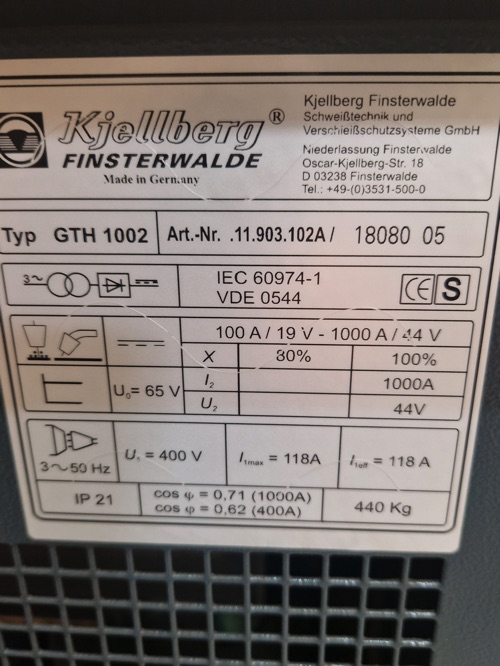 Kjellberg®
FINSTERWALDE
Made in Germany
Kjellberg Finsterwalde
Schweißtechnik und
Verschleißschutzsysteme GmbH
Niederlassung Finsterwalde
Oscar-Kjellberg-Str. 18
D 03238 Finsterwalde
Tel.: +49-(0)3531-500-0
Typ GTH 1002 Art.-Nr. .11.903.102A/ 18080 05
3~ IEC 60974-1
VDE 0544
CE S
100 A / 19 V - 1000 A / 44 V
X 80% 100%
U₀= 65 V I₂ 1000A
U₂ 44V
3~50 Hz U₁ = 400 V I₁max = 118A I₁eff = 118 A
IP 21 cos φ = 0,71 (1000A)
cos φ = 0,62 (400A) 440 Kg